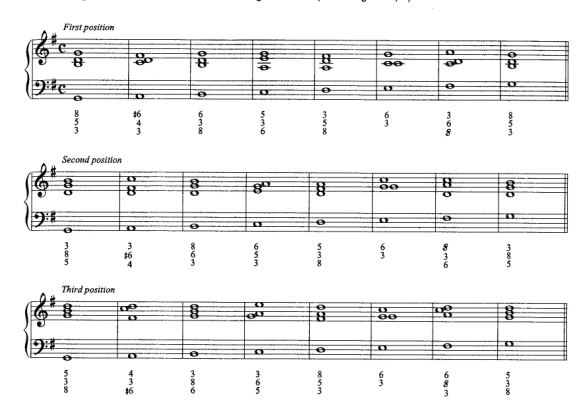 First position
8 ♯6 6 5 3 6 3 8
5 4 3 3 5 3 6 5
3 3 8 6 8 8 3
Second position
3 3 8 6 5 6 8 3
8 ♯6 6 5 3 3 3 8
5 4 3 3 8 6 5
Third position
5 4 3 3 8 6 6 5
3 3 8 6 5 3 8 3
8 ♯6 6 5 3 3 8